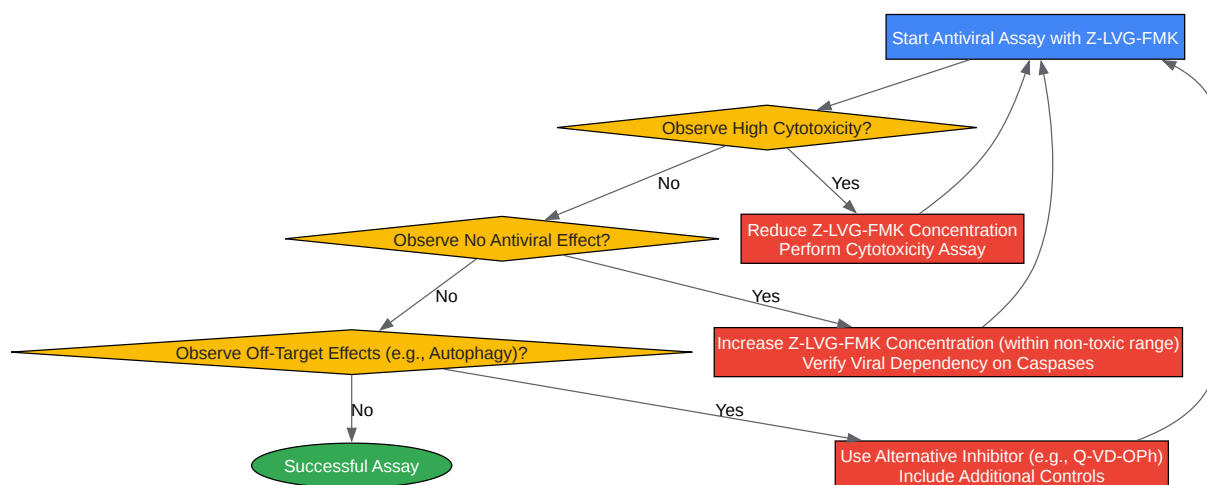 Start Antiviral Assay with Z-LVG-FMK
Observe High Cytotoxicity?
No
Yes
Observe No Antiviral Effect?
Reduce Z-LVG-FMK Concentration
Perform Cytotoxicity Assay
No
Yes
Observe Off-Target Effects (e.g., Autophagy)?
Increase Z-LVG-FMK Concentration (within non-toxic range)
Verify Viral Dependency on Caspases
No
Yes
Successful Assay
Use Alternative Inhibitor (e.g., Q-VD-OPh)
Include Additional Controls